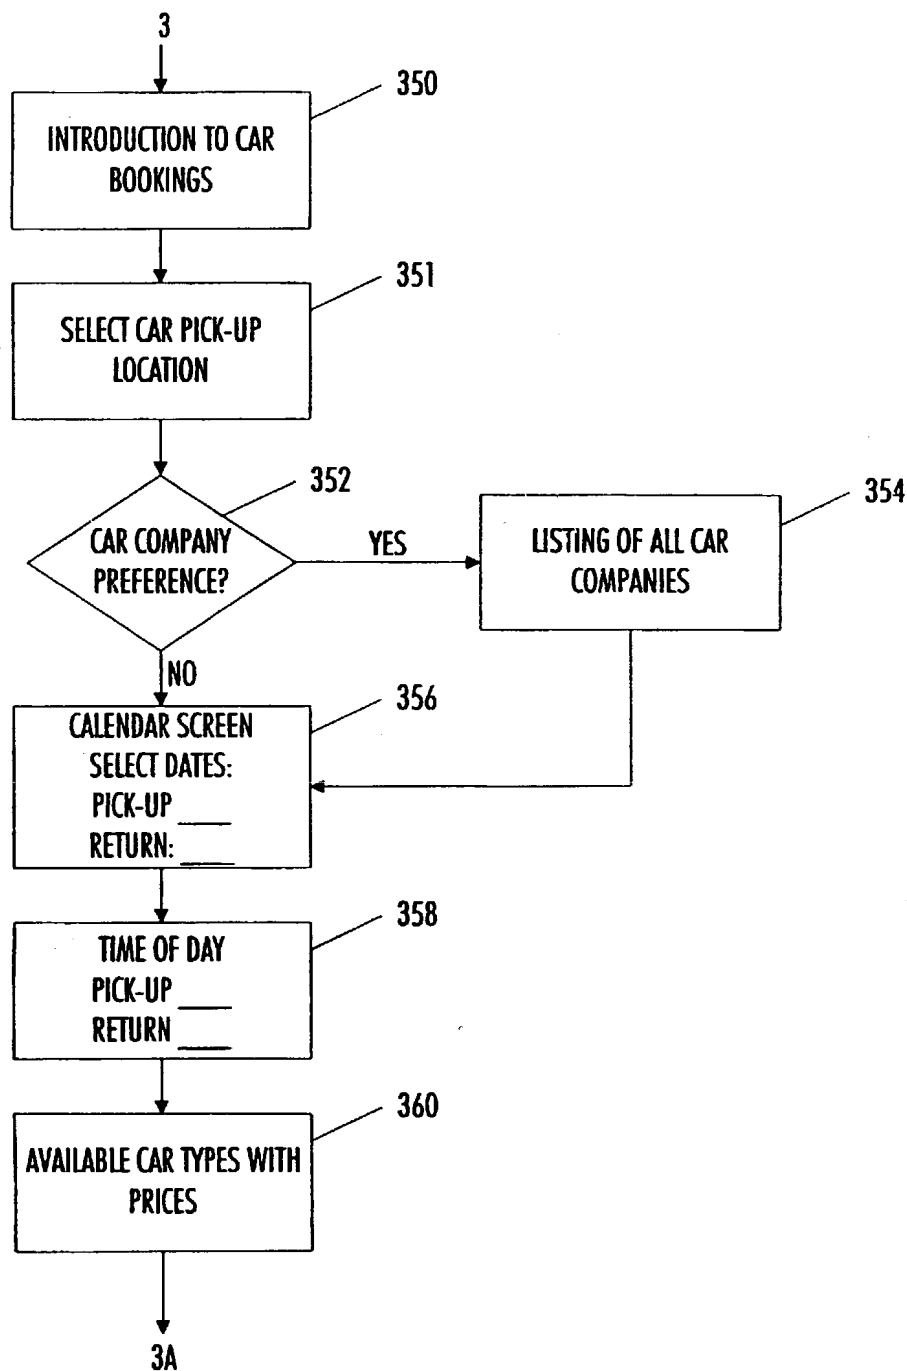 3
350
INTRODUCTION TO CAR
BOOKINGS
351
SELECT CAR PICK-UP
LOCATION
352
CAR COMPANY
PREFERENCE?
YES
354
LISTING OF ALL CAR
COMPANIES
NO
356
CALENDAR SCREEN
SELECT DATES:
PICK-UP ____
RETURN: ____
358
TIME OF DAY
PICK-UP ____
RETURN ____
360
AVAILABLE CAR TYPES WITH
PRICES
3A